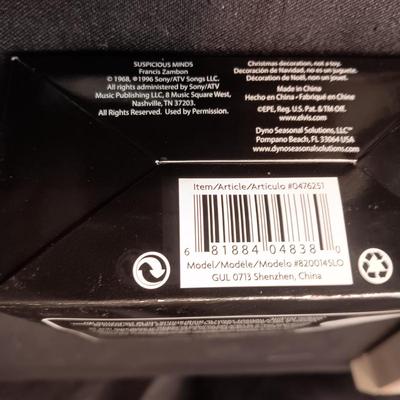 SUSPICIOUS MINDS
Francis Zambon
© 1968, ®1996 Sony/ATV Songs LLC.
All rights administered by Sony/ATV
Music Publishing LLC, 8 Music Square West,
Nashville, TN 37203.
All Rights Reserved. Used by Permission.
Christmas decoration, not a toy.
Decoración de Navidad, no es un juguete.
Décoration de Noël, non un jouet.
Made in China
Hecho en China • Fabriqué en Chine
©EPE, Reg. U.S. Pat. & TM Off.
www.elvis.com
Dyno Seasonal Solutions, LLC™
Pompano Beach, FL 33064 USA
www.dynoseasonalsolutions.com
Item/Article/Artículo #0476251
6 81884 04838 0
Model/Modèle/Modelo #820014SLO
GUL 0713 Shenzhen, China